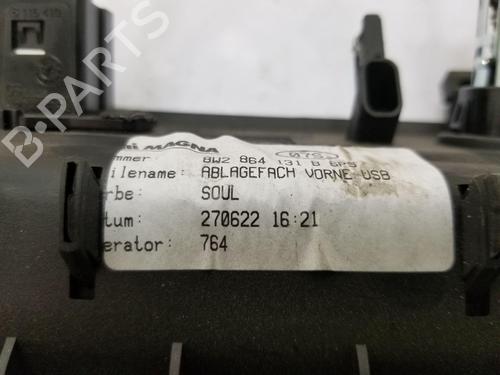 MAGNA
mmer 8W2 864 131 B 6PS
ilename: ABLAGEFACH VORNE USB
rbe: SOUL
tum: 270622 16:21
erator: 764
B-PARTS